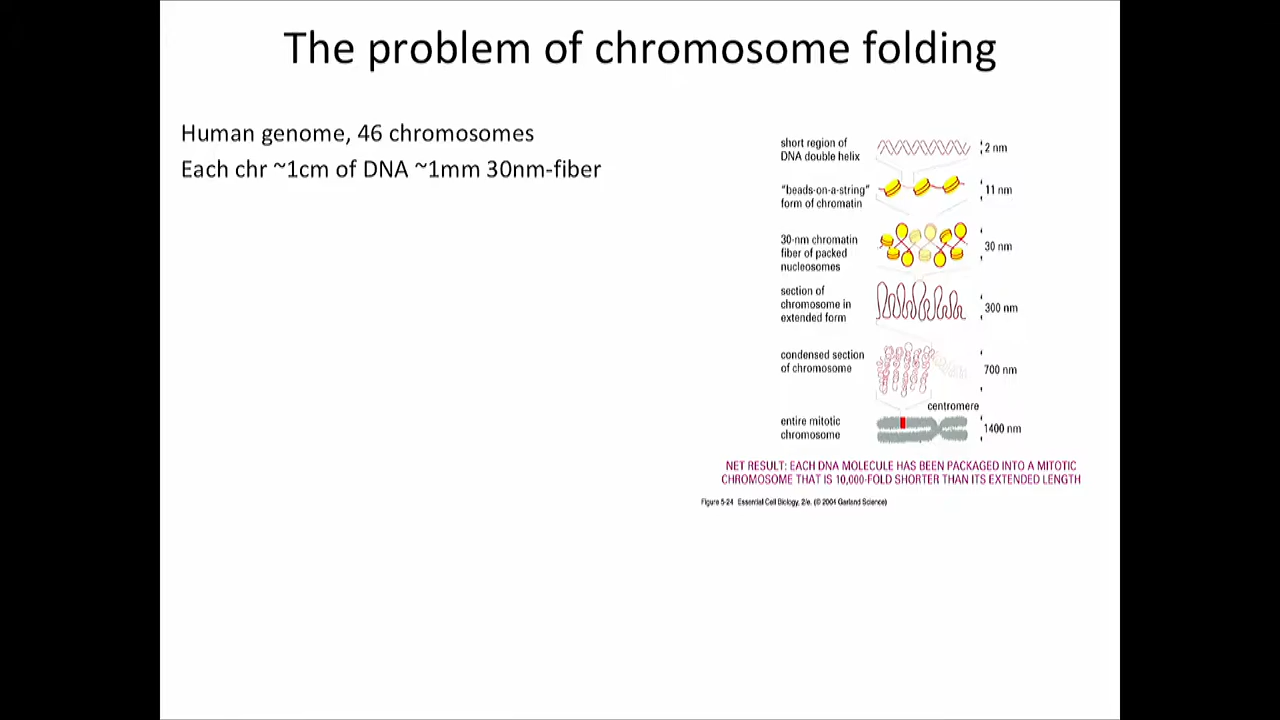 The problem of chromosome folding
Human genome, 46 chromosomes
Each chr ~1cm of DNA ~1mm 30nm-fiber
short region of
DNA double helix
2 nm
"beads-on-a-string"
form of chromatin
11 nm
30-nm chromatin
fiber of packed
nucleosomes
30 nm
section of
chromosome in
extended form
300 nm
condensed section
of chromosome
700 nm
centromere
entire mitotic
chromosome
1400 nm
NET RESULT: EACH DNA MOLECULE HAS BEEN PACKAGED INTO A MITOTIC
CHROMOSOME THAT IS 10,000-FOLD SHORTER THAN ITS EXTENDED LENGTH
Figure 5-24 Essential Cell Biology, 2/e. (© 2004 Garland Science)